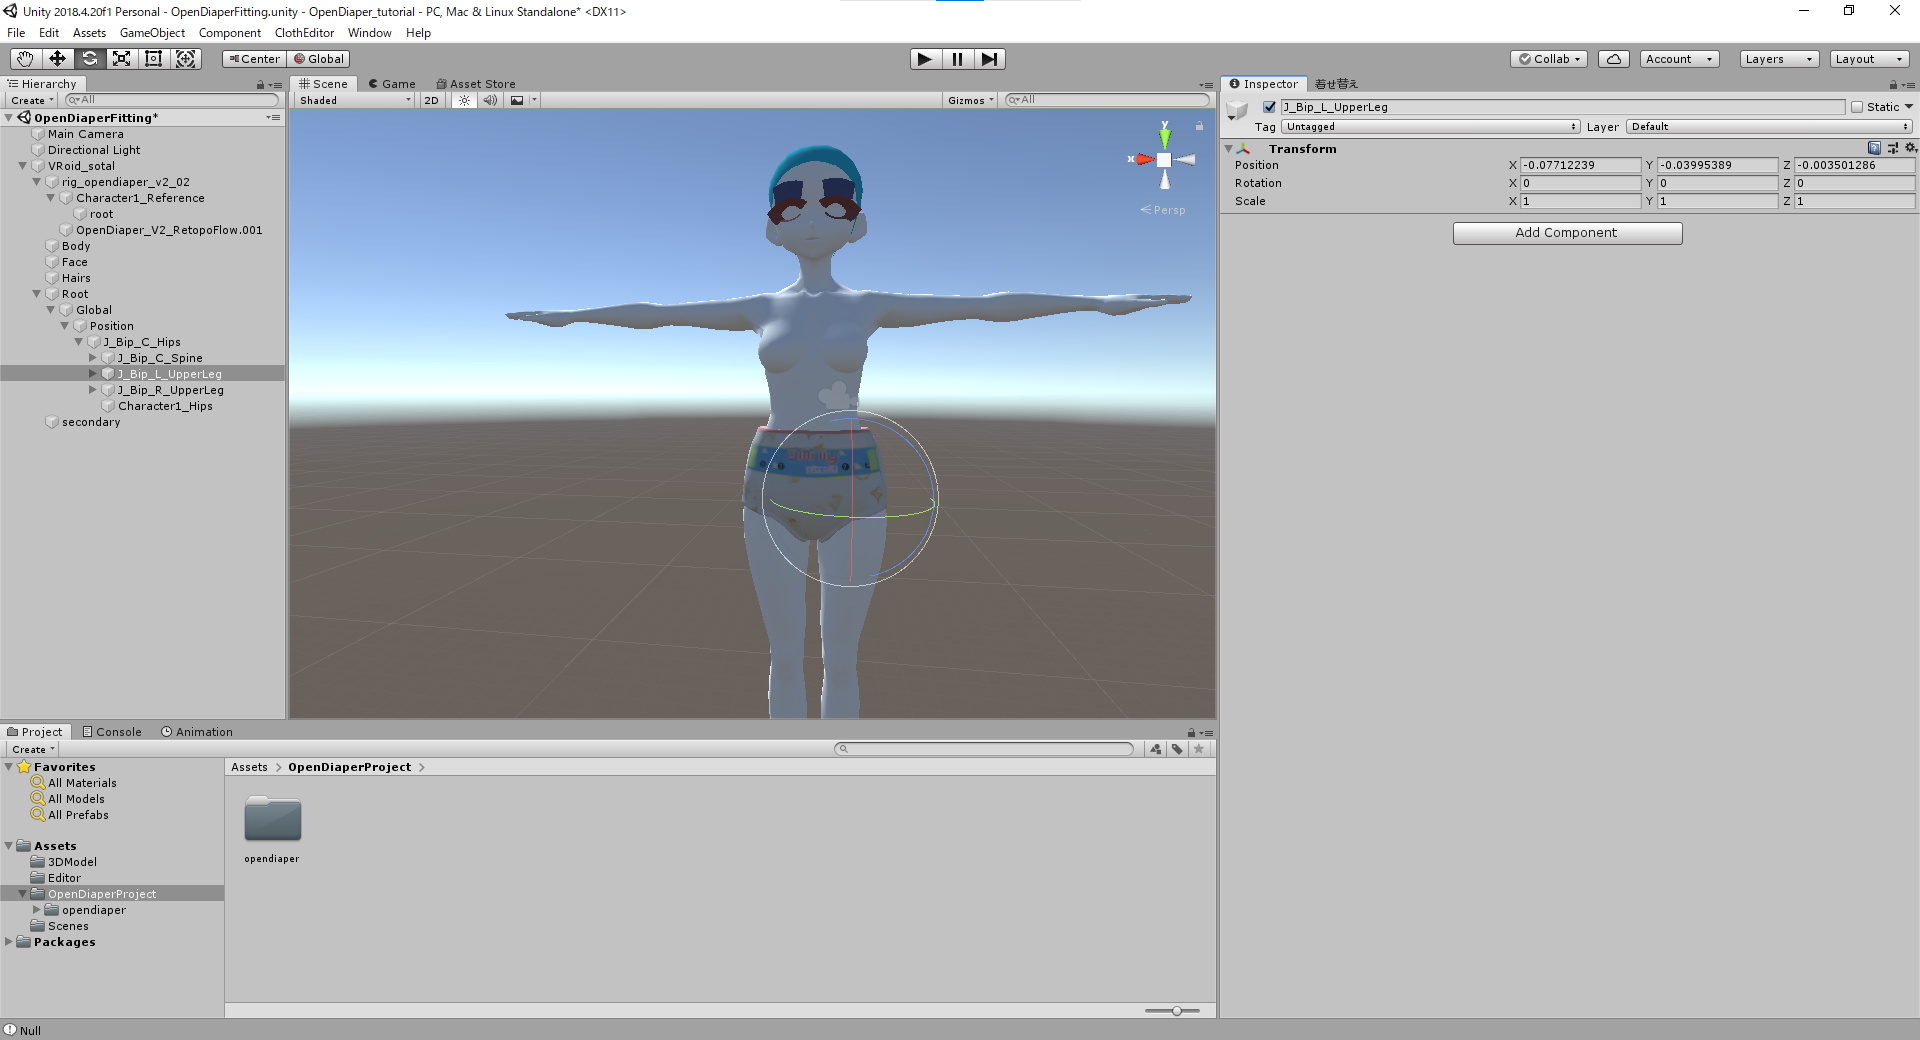 Unity 2018.4.20f1 Personal - OpenDiaperFitting.unity - OpenDiaper_tutorial - PC, Mac & Linux Standalone* <DX11>
File Edit Assets GameObject Component ClothEditor Window Help
Center Global
Collab Account Layers Layout
Hierarchy
Create All
OpenDiaperFitting*
Main Camera
Directional Light
VRoid_sotal
rig_opendiaper_v2_02
Character1_Reference
root
OpenDiaper_V2_RetopoFlow.001
Body
Face
Hairs
Root
Global
Position
J_Bip_C_Hips
J_Bip_C_Spine
J_Bip_L_UpperLeg
J_Bip_R_UpperLeg
Character1_Hips
secondary
Scene Game Asset Store
Shaded 2D Gizmos All
y
x
Persp
Inspector 着せ替え
J_Bip_L_UpperLeg Static
Tag Untagged Layer Default
Transform
Position X -0.07712239 Y -0.03995389 Z -0.003501286
Rotation X 0 Y 0 Z 0
Scale X 1 Y 1 Z 1
Add Component
Project Console Animation
Create
Favorites
All Materials
All Models
All Prefabs
Assets
3DModel
Editor
OpenDiaperProject
opendiaper
Scenes
Packages
Assets > OpenDiaperProject >
opendiaper
Null